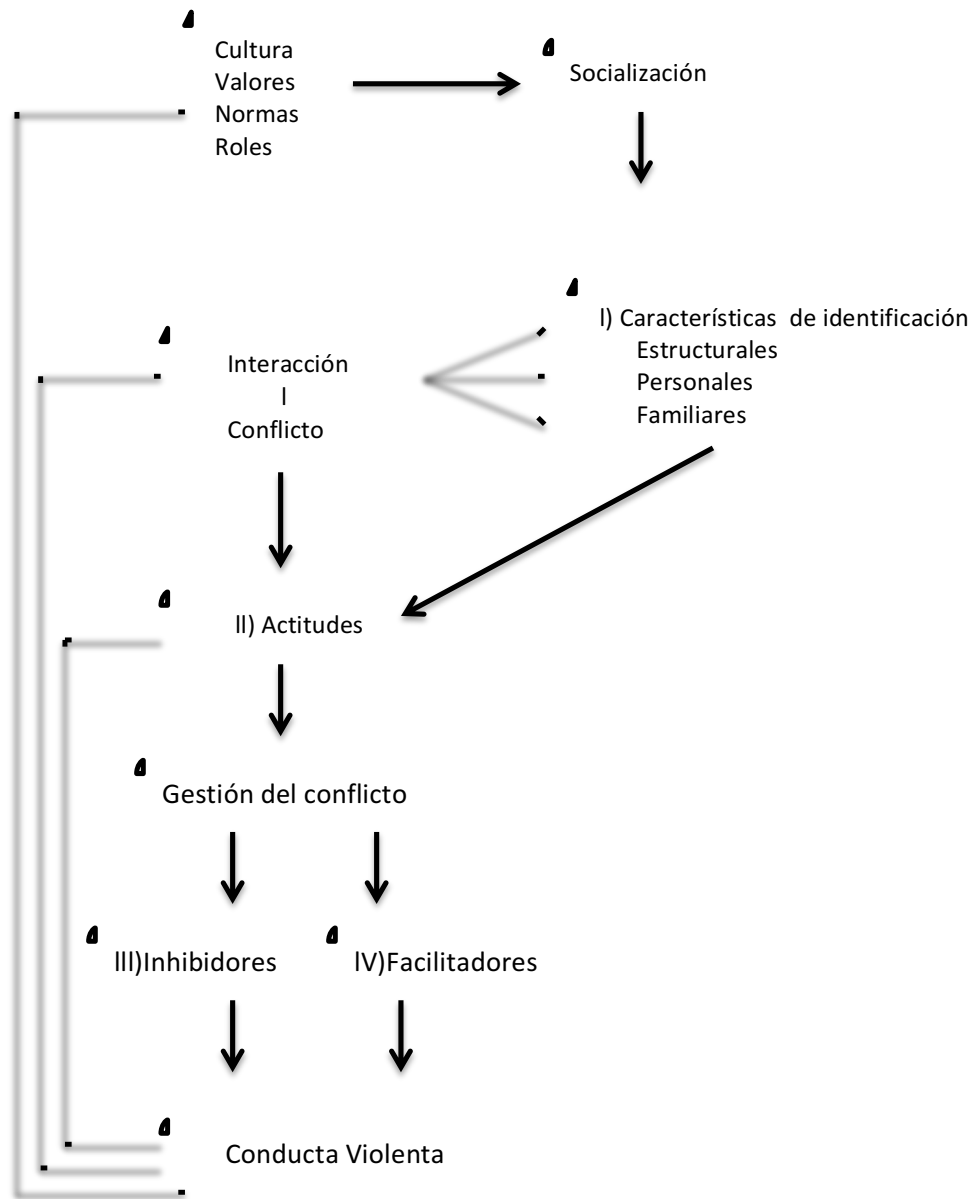 Cultura
Valores
Normas
Roles
Socialización
I) Características de identificación
Estructurales
Personales
Familiares
Interacción
I
Conflicto
II) Actitudes
Gestión del conflicto
III)Inhibidores
IV)Facilitadores
Conducta Violenta